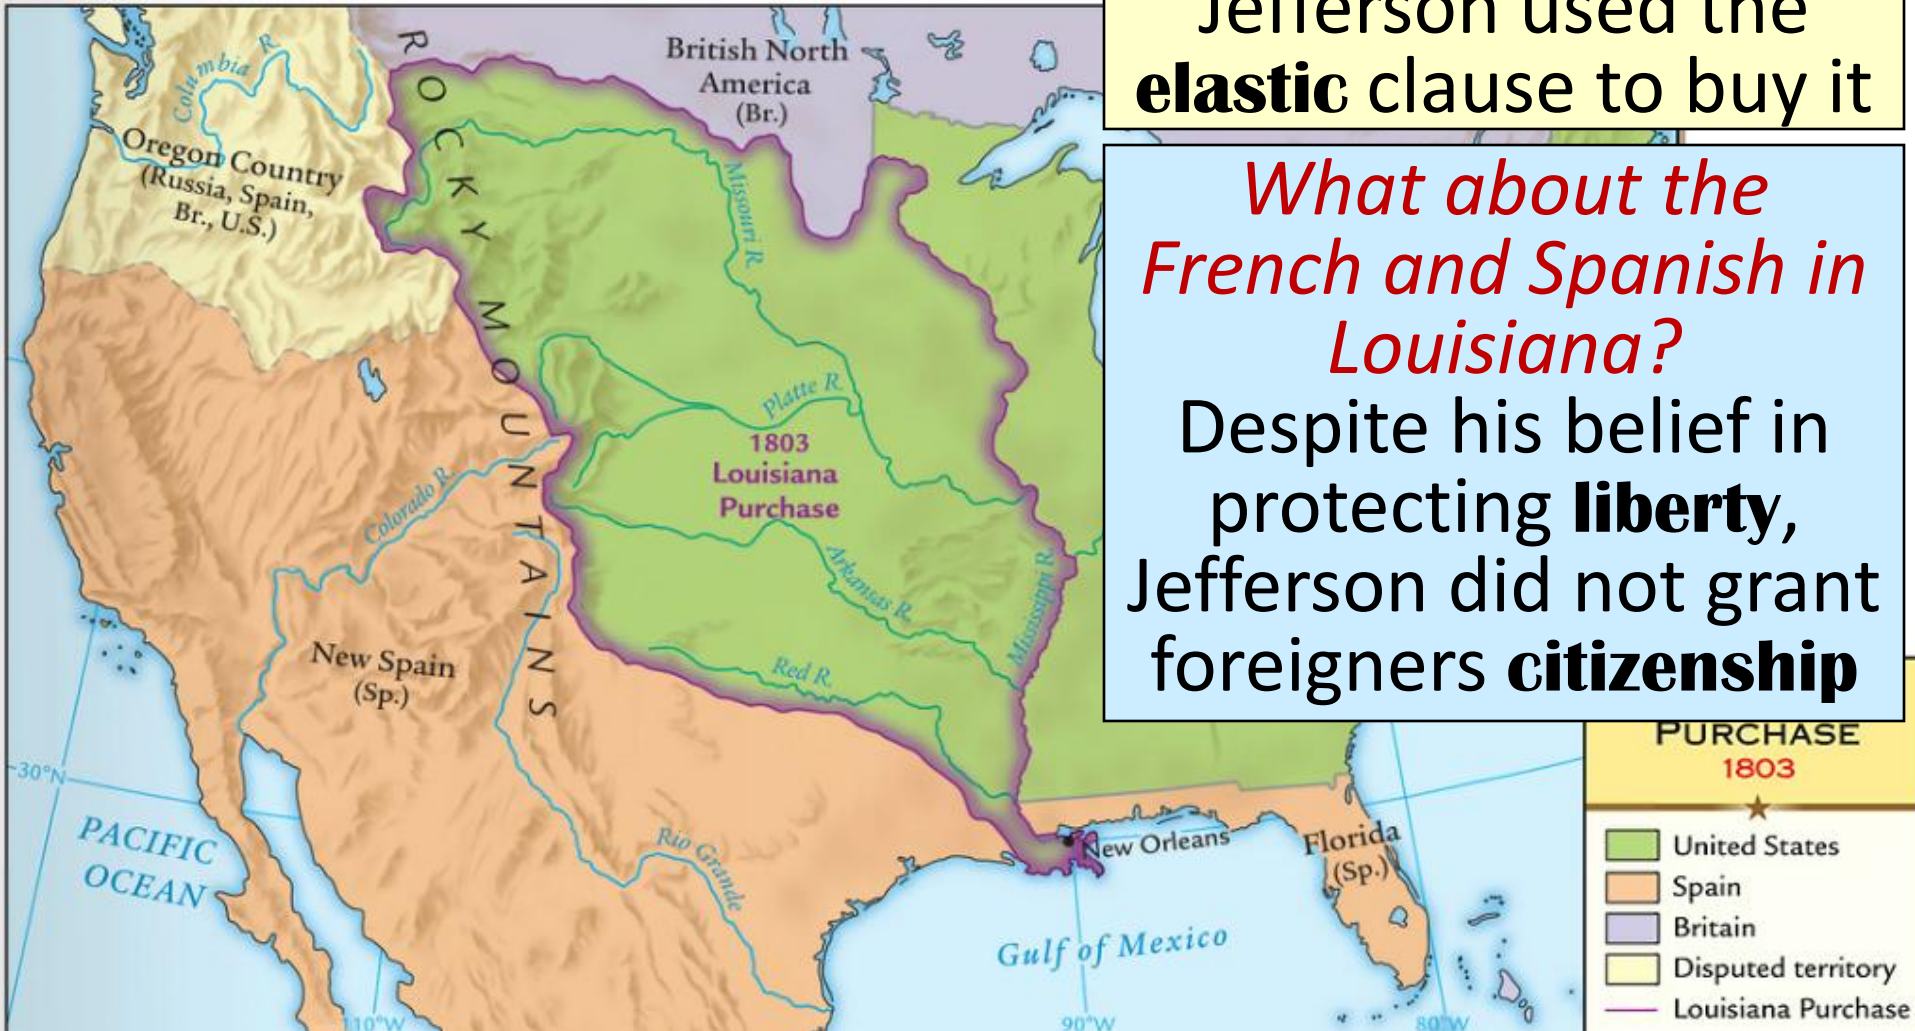 Jefferson used the
elastic clause to buy it
What about the
French and Spanish in
Louisiana?
Despite his belief in
protecting liberty,
Jefferson did not grant
foreigners citizenship
British North
America
(Br.)
Columbia R.
Oregon Country
(Russia, Spain,
Br., U.S.)
ROCKY MOUNTAINS
Missouri R.
Platte R.
1803
Louisiana
Purchase
Colorado R.
Arkansas R.
Mississippi R.
Red R.
New Spain
(Sp.)
Rio Grande
30°N
PACIFIC
OCEAN
New Orleans
Florida
(Sp.)
Gulf of Mexico
110°W
90°W
80°W
PURCHASE
1803
United States
Spain
Britain
Disputed territory
Louisiana Purchase